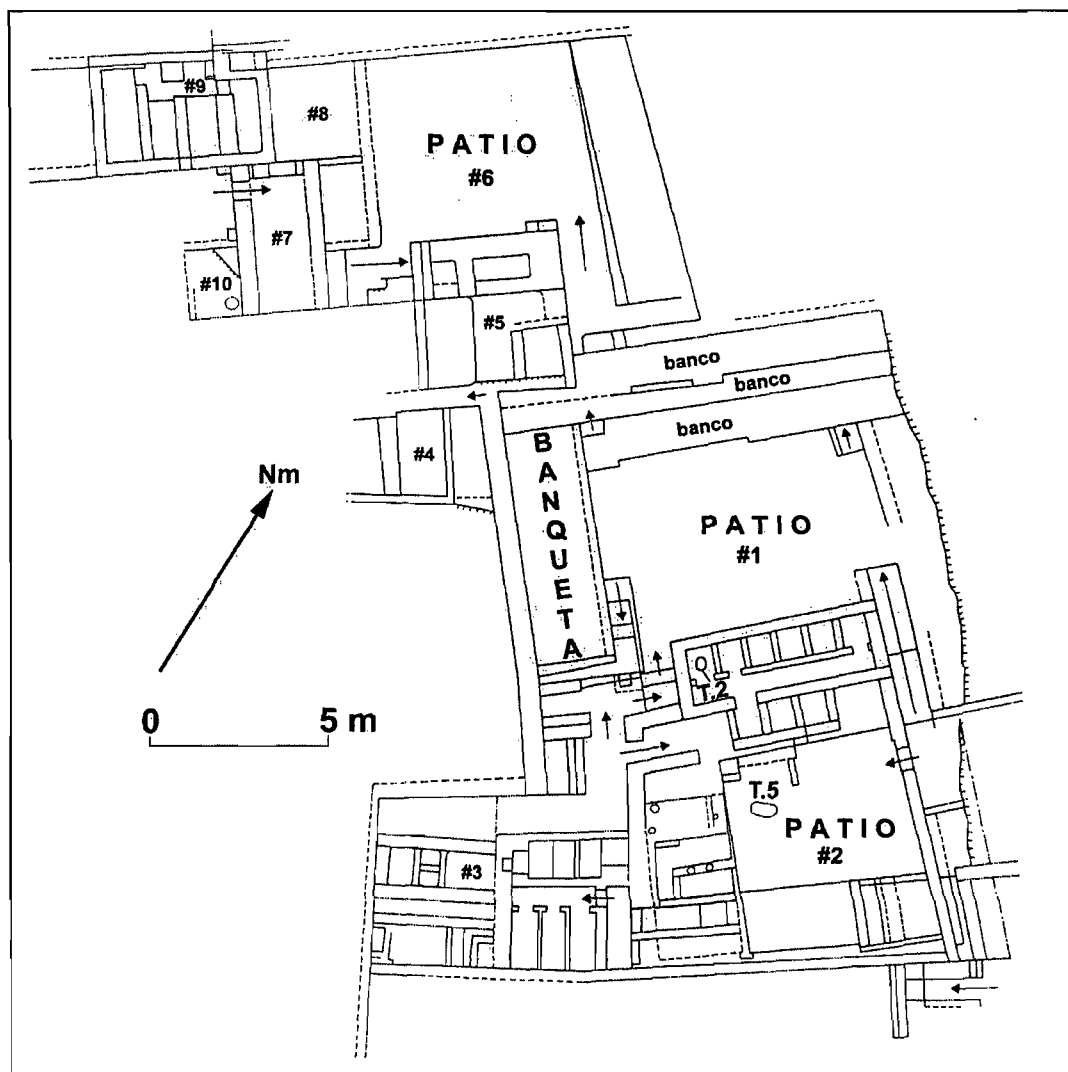 #9
#8
PATIO
#6
#7
#10
#5
banco
banco
banco
#4
BANQUETA
Nm
PATIO
#1
0 5 m
T.2
T.5
PATIO
#2
#3